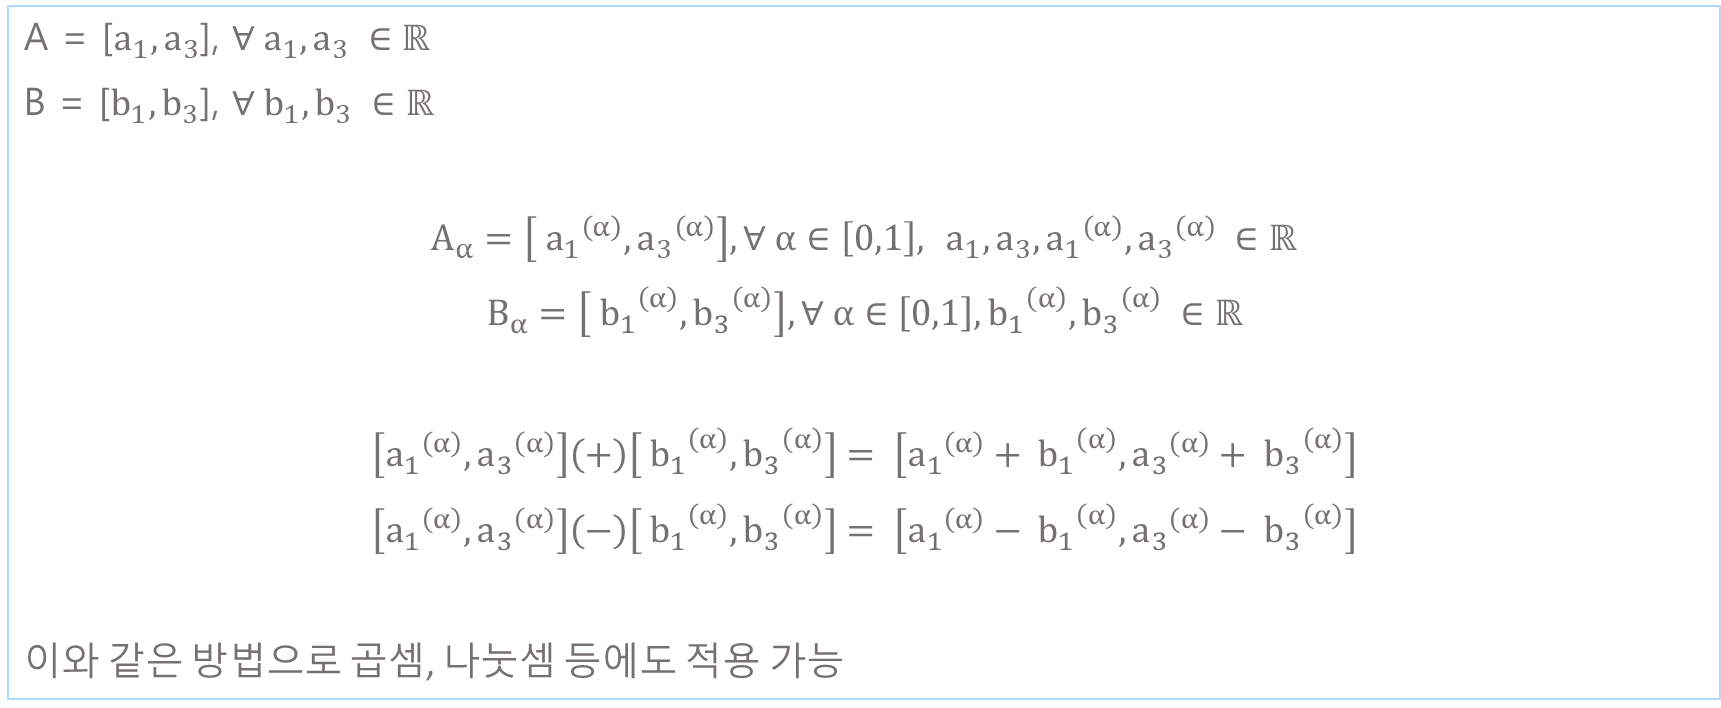 A = [a₁, a₃], ∀ a₁, a₃ ∈ ℝ
B = [b₁, b₃], ∀ b₁, b₃ ∈ ℝ
A_α = [ a₁^(α), a₃^(α)], ∀ α ∈ [0,1], a₁, a₃, a₁^(α), a₃^(α) ∈ ℝ
B_α = [ b₁^(α), b₃^(α)], ∀ α ∈ [0,1], b₁^(α), b₃^(α) ∈ ℝ
[a₁^(α), a₃^(α)](+)[ b₁^(α), b₃^(α)] = [a₁^(α) + b₁^(α), a₃^(α) + b₃^(α)]
[a₁^(α), a₃^(α)](−)[ b₁^(α), b₃^(α)] = [a₁^(α) − b₁^(α), a₃^(α) − b₃^(α)]
이와 같은 방법으로 곱셈, 나눗셈 등에도 적용 가능